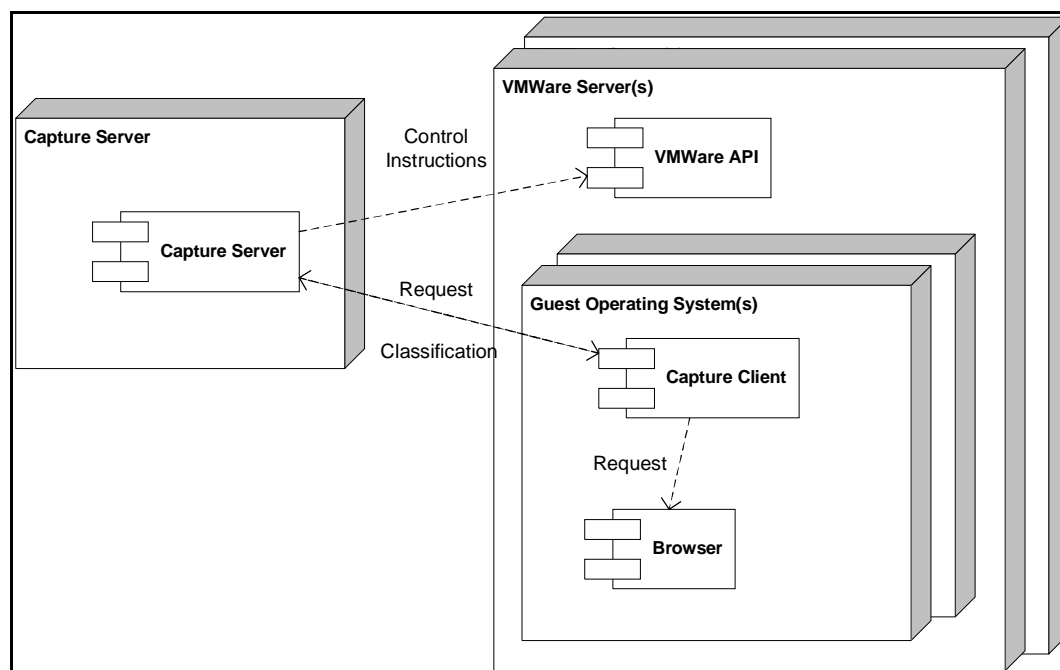 VMWare Server(s)
Capture Server
Control
Instructions
VMWare API
Capture Server
Request
Guest Operating System(s)
Classification
Capture Client
Request
Browser